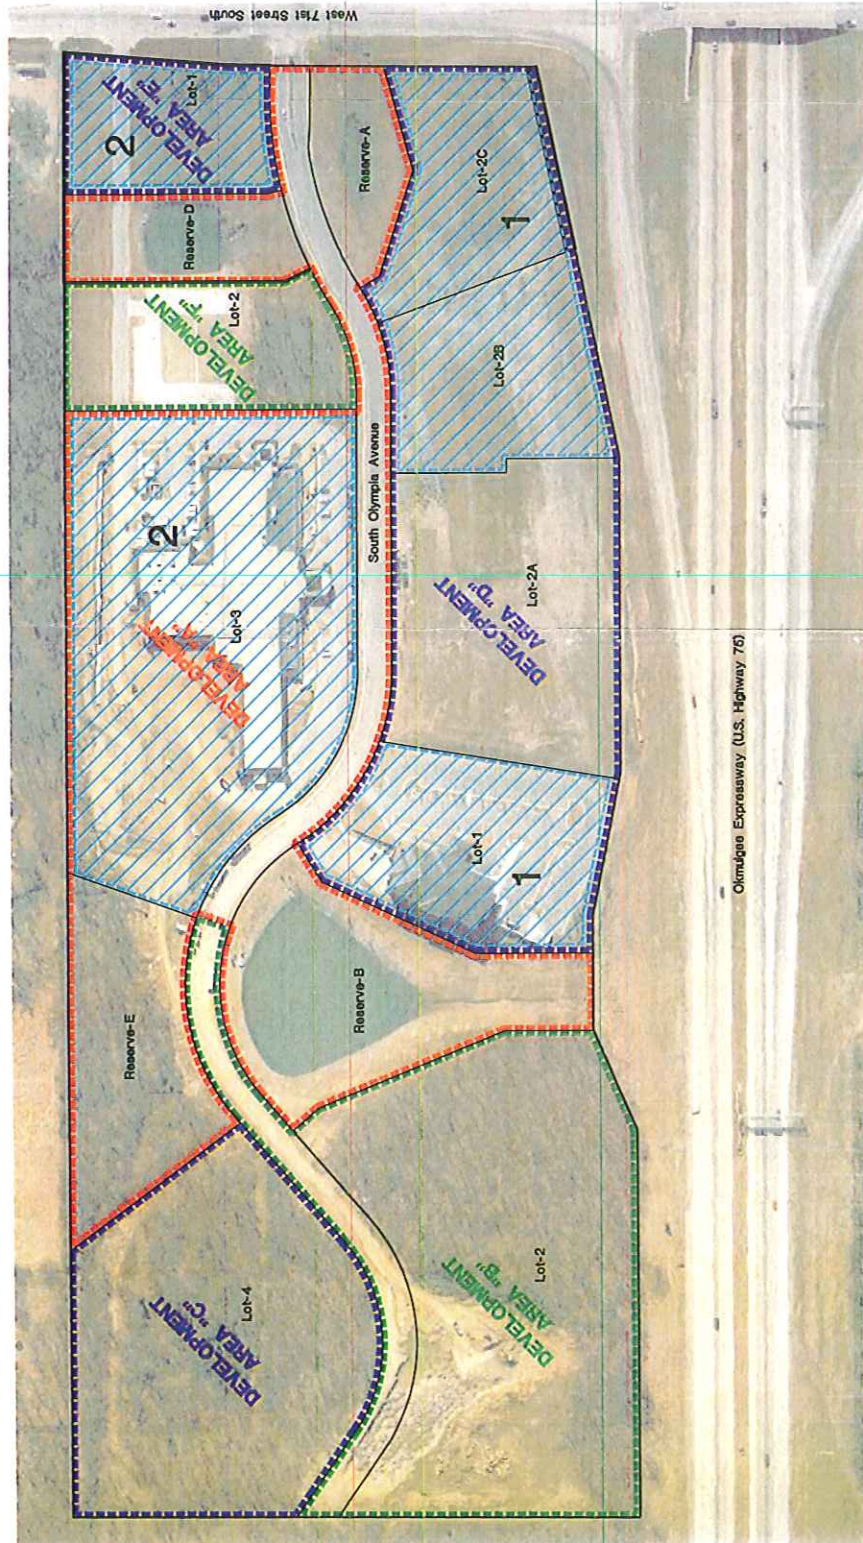 West 71st Street South
Lot-1
DEVELOPMENT
AREA "E"
2
Reserve-D
Reserve-A
Lot-2C
1
Lot-2
DEVELOPMENT
AREA "F"
Lot-2B
South Olympia Avenue
2
Lot-3
DEVELOPMENT
AREA "A"
Lot-2A
DEVELOPMENT
AREA "D"
Okmulgee Expressway (U.S. Highway 75)
Lot-1
1
Reserve-B
Reserve-E
Lot-4
DEVELOPMENT
AREA "C"
Lot-2
DEVELOPMENT
AREA "B"